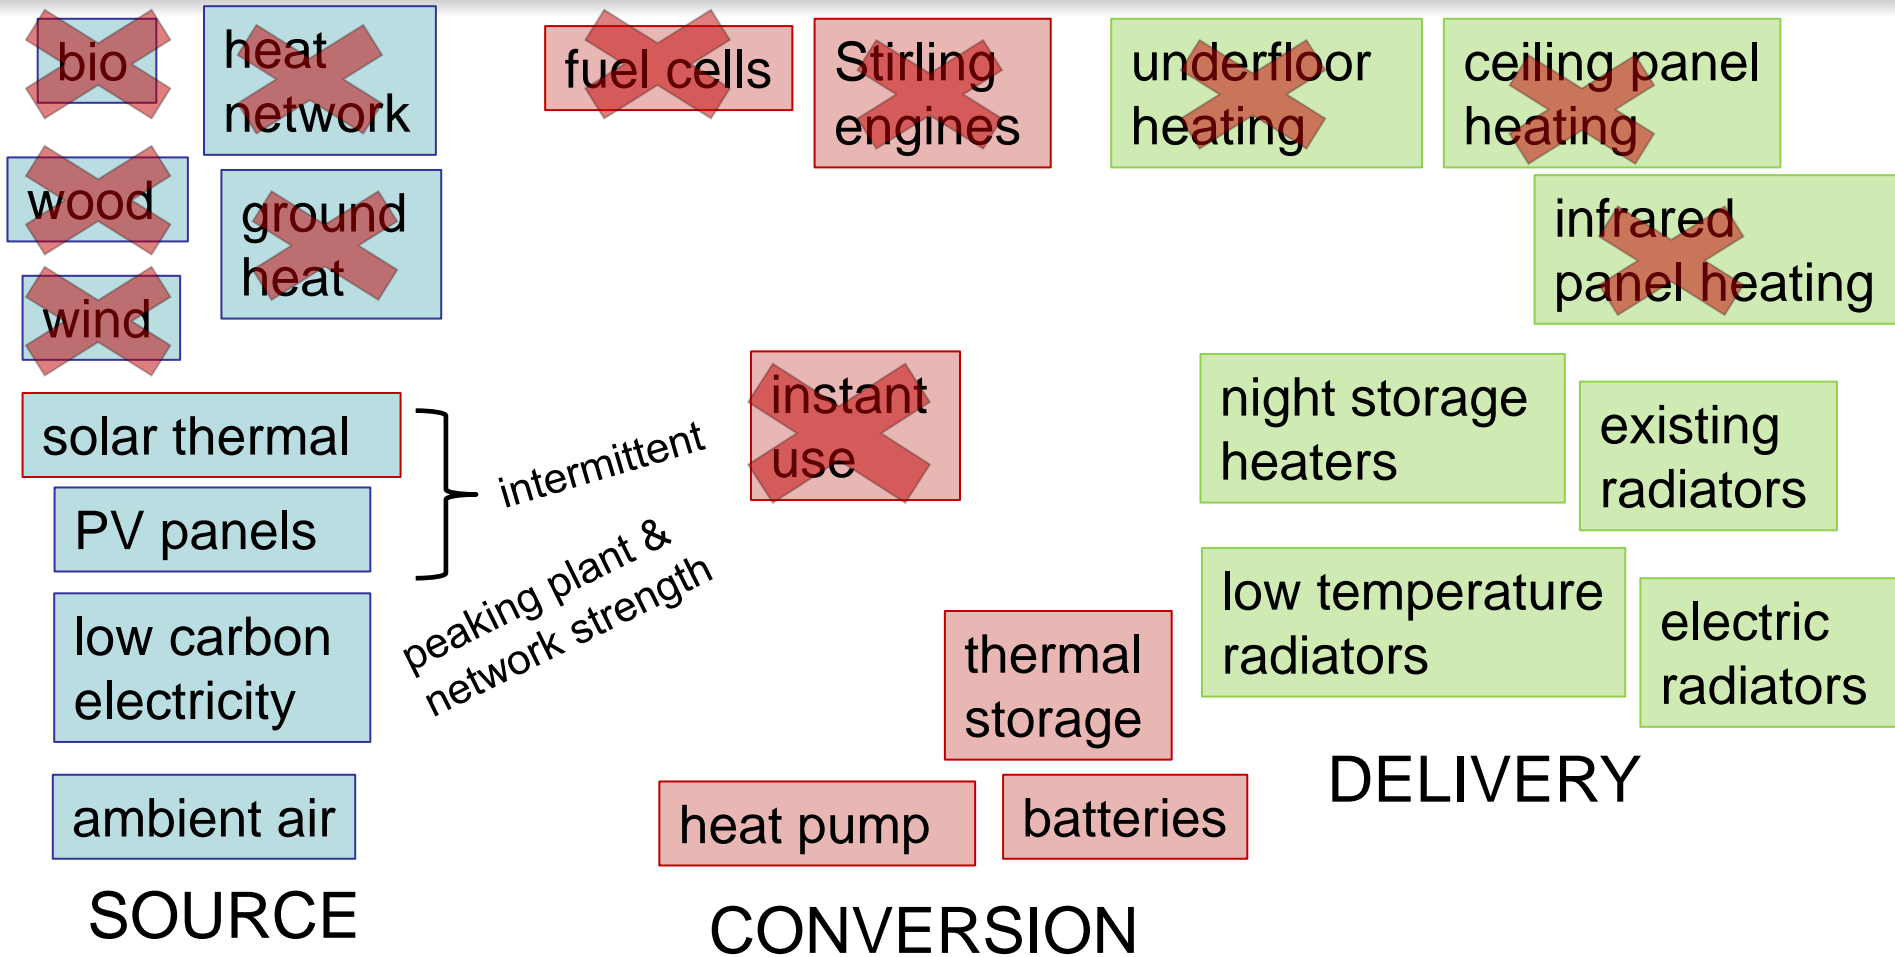 bio
heat
network
wood
ground
heat
wind
solar thermal
PV panels
low carbon
electricity
ambient air
SOURCE
intermittent
peaking plant &
network strength
fuel cells
Stirling
engines
instant
use
thermal
storage
heat pump
batteries
CONVERSION
underfloor
heating
ceiling panel
heating
infrared
panel heating
night storage
heaters
existing
radiators
low temperature
radiators
electric
radiators
DELIVERY